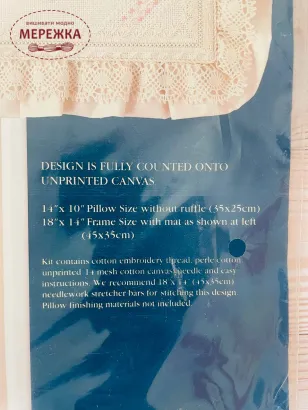 ВИШИВАТИ МОДНО
МЕРЕЖКА
DESIGN IS FULLY COUNTED ONTO
UNPRINTED CANVAS
14"x 10" Pillow Size without ruffle (35x25cm)
18"x 14" Frame Size with mat as shown at left
(45x35cm)
Kit contains cotton embroidery thread, perle cotton,
unprinted 14 mesh cotton canvas, needle and easy
instructions. We recommend 18"x 14" (45x35cm)
needlework stretcher bars for stitching this design.
Pillow finishing materials not included.